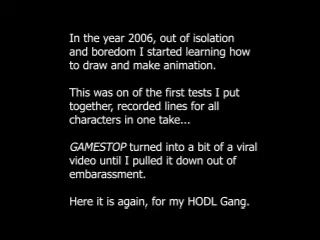 In the year 2006, out of isolation
and boredom I started learning how
to draw and make animation.
This was on of the first tests I put
together, recorded lines for all
characters in one take...
GAMESTOP turned into a bit of a viral
video until I pulled it down out of
embarassment.
Here it is again, for my HODL Gang.